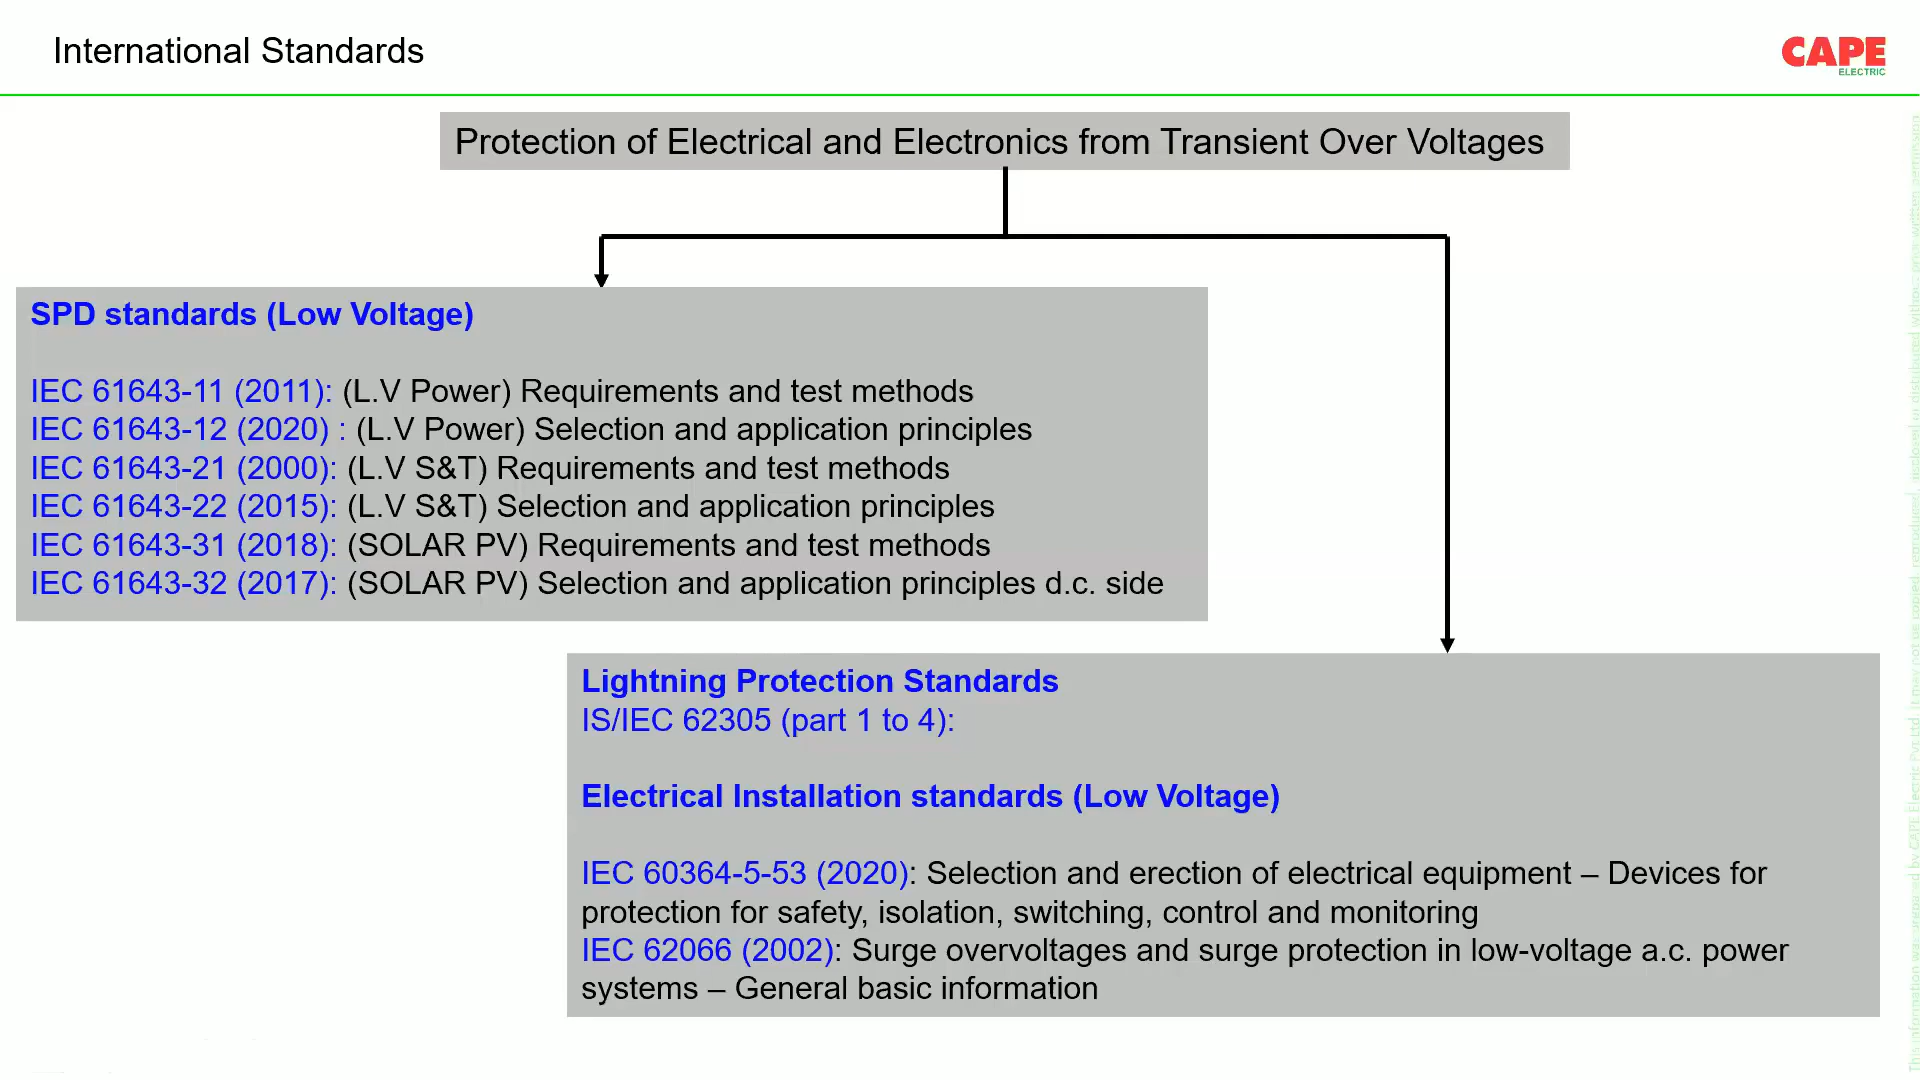 International Standards
CAPE
ELECTRIC
Protection of Electrical and Electronics from Transient Over Voltages
SPD standards (Low Voltage)
IEC 61643-11 (2011): (L.V Power) Requirements and test methods
IEC 61643-12 (2020) : (L.V Power) Selection and application principles
IEC 61643-21 (2000): (L.V S&T) Requirements and test methods
IEC 61643-22 (2015): (L.V S&T) Selection and application principles
IEC 61643-31 (2018): (SOLAR PV) Requirements and test methods
IEC 61643-32 (2017): (SOLAR PV) Selection and application principles d.c. side
Lightning Protection Standards
IS/IEC 62305 (part 1 to 4):
Electrical Installation standards (Low Voltage)
IEC 60364-5-53 (2020): Selection and erection of electrical equipment – Devices for
protection for safety, isolation, switching, control and monitoring
IEC 62066 (2002): Surge overvoltages and surge protection in low-voltage a.c. power
systems – General basic information